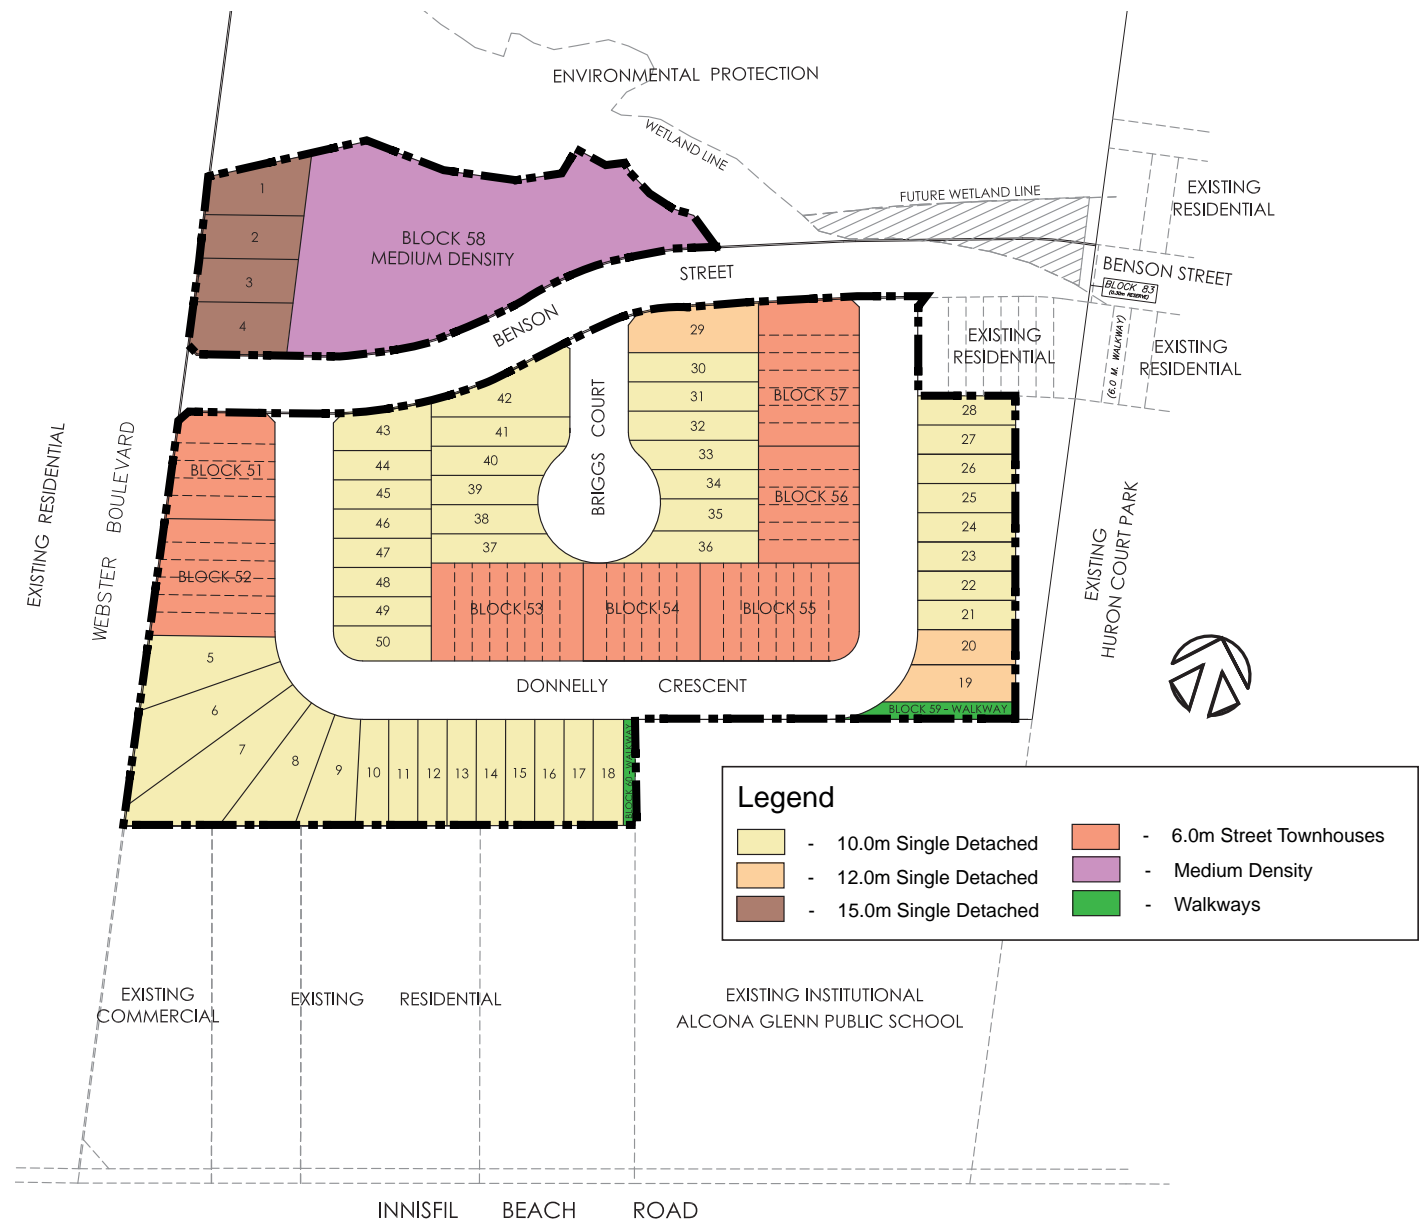 ENVIRONMENTAL PROTECTION
WETLAND LINE
FUTURE WETLAND LINE
EXISTING
RESIDENTIAL
1
2
3
4
BLOCK 58
MEDIUM DENSITY
BENSON STREET
BENSON STREET
BLOCK 83
(0.30m RESERVE)
EXISTING
RESIDENTIAL
(6.0 M. WALKWAY)
EXISTING
RESIDENTIAL
29
30
31
32
33
34
35
36
BLOCK 57
BLOCK 56
BRIGGS COURT
42
41
40
39
38
37
43
44
45
46
47
48
49
50
28
27
26
25
24
23
22
21
20
19
BLOCK 59 - WALKWAY
EXISTING RESIDENTIAL
WEBSTER BOULEVARD
BLOCK 51
BLOCK 52
BLOCK 53
BLOCK 54
BLOCK 55
EXISTING
HURON COURT PARK
DONNELLY CRESCENT
5
6
7
8
9
10
11
12
13
14
15
16
17
18
BLOCK 60 - WALKWAY
Legend
- 10.0m Single Detached
- 12.0m Single Detached
- 15.0m Single Detached
- 6.0m Street Townhouses
- Medium Density
- Walkways
EXISTING
COMMERCIAL
EXISTING RESIDENTIAL
EXISTING INSTITUTIONAL
ALCONA GLENN PUBLIC SCHOOL
INNISFIL BEACH ROAD